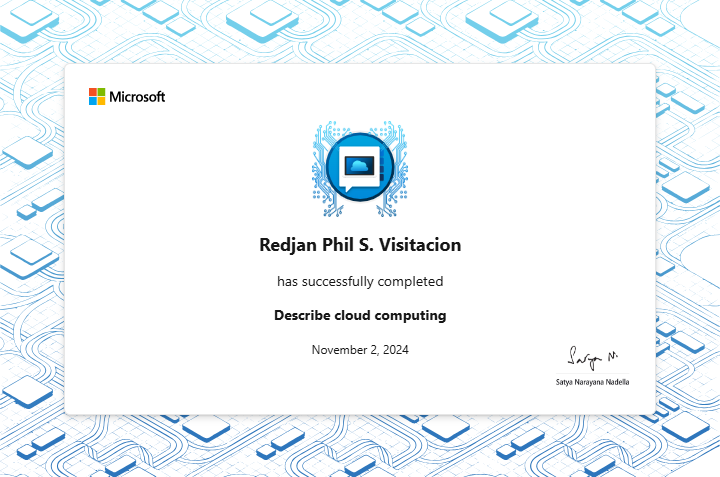 Microsoft
Redjan Phil S. Visitacion
has successfully completed
Describe cloud computing
November 2, 2024
Satya N.
Satya Narayana Nadella